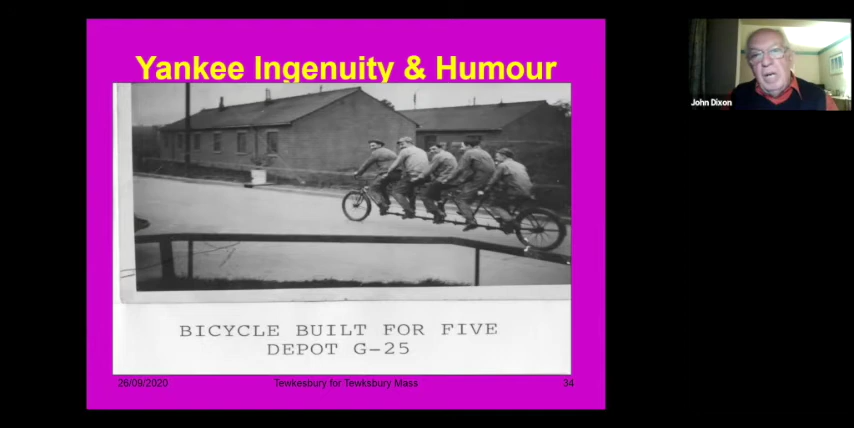 Yankee Ingenuity & Humour
John Dixon
BICYCLE BUILT FOR FIVE
DEPOT G-25
26/09/2020
Tewkesbury for Tewksbury Mass
34